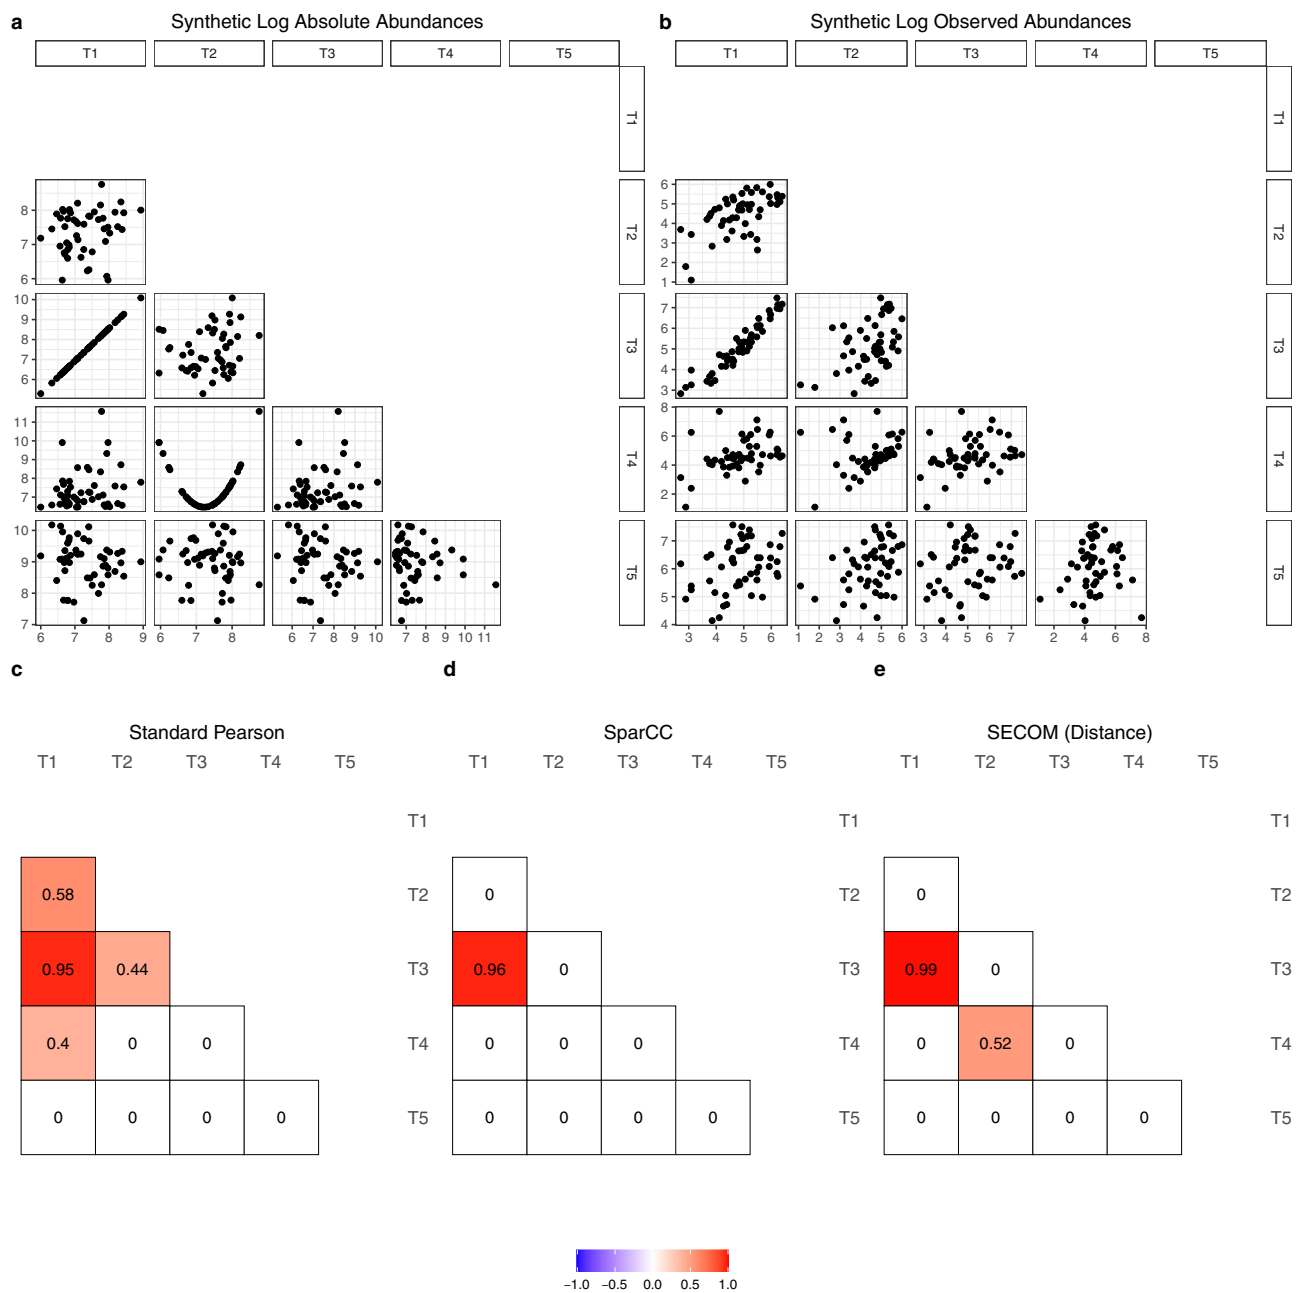 a Synthetic Log Absolute Abundances
T1 T2 T3 T4 T5
T1
8
7
6
T2
10
9
8
7
6
T3
11
10
9
8
7
T4
10
9
8
7
T5
6 7 8 9 6 7 8 6 7 8 9 10 7 8 9 10 11
b Synthetic Log Observed Abundances
T1 T2 T3 T4 T5
T1
6
5
4
3
2
1
T2
7
6
5
4
3
T3
8
6
4
2
T4
7
6
5
4
T5
3 4 5 6 1 2 3 4 5 6 3 4 5 6 7 2 4 6 8
c
Standard Pearson
T1 T2 T3 T4 T5
T1
0.58 T2
0.95 0.44 T3
0.4 0 0 T4
0 0 0 0 T5
d
SparCC
T1 T2 T3 T4 T5
T1
0 T2
0.96 0 T3
0 0 0 T4
0 0 0 0 T5
e
SECOM (Distance)
T1 T2 T3 T4 T5
T1
0 T2
0.99 0 T3
0 0.52 0 T4
0 0 0 0 T5
−1.0 −0.5 0.0 0.5 1.0